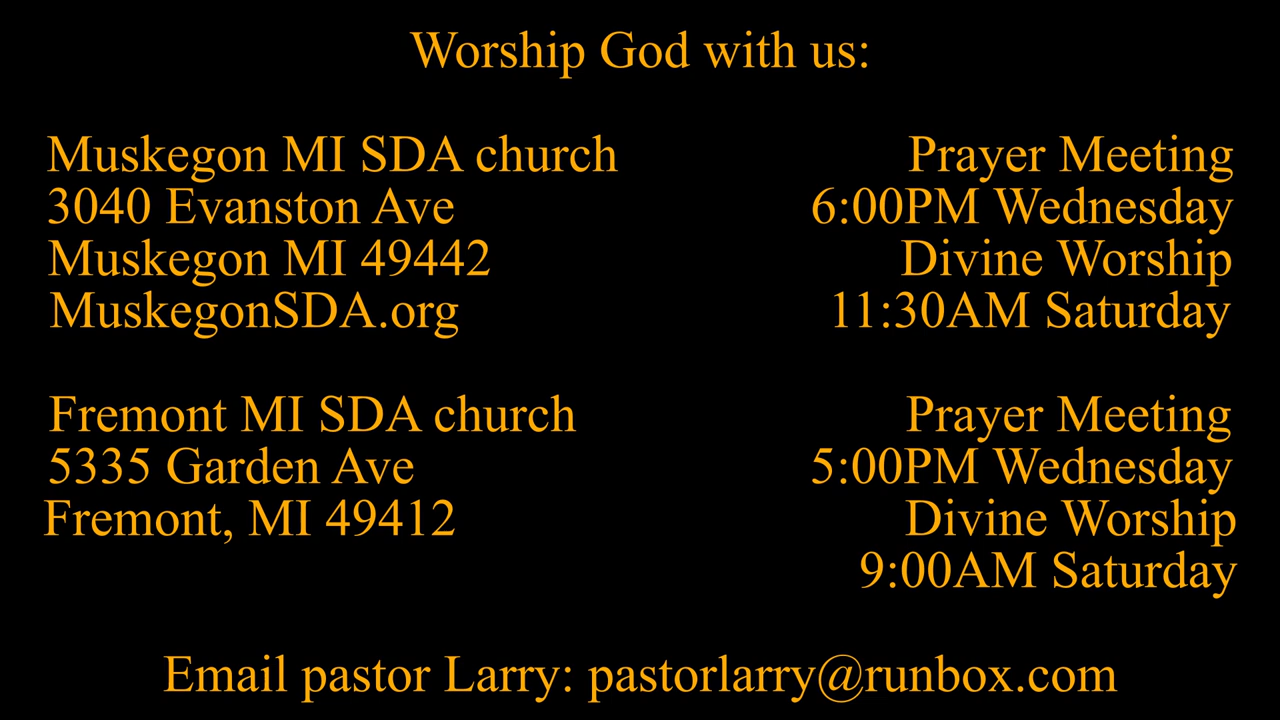 Worship God with us:
Muskegon MI SDA church
3040 Evanston Ave
Muskegon MI 49442
MuskegonSDA.org
Prayer Meeting
6:00PM Wednesday
Divine Worship
11:30AM Saturday
Fremont MI SDA church
5335 Garden Ave
Fremont, MI 49412
Prayer Meeting
5:00PM Wednesday
Divine Worship
9:00AM Saturday
Email pastor Larry: pastorlarry@runbox.com